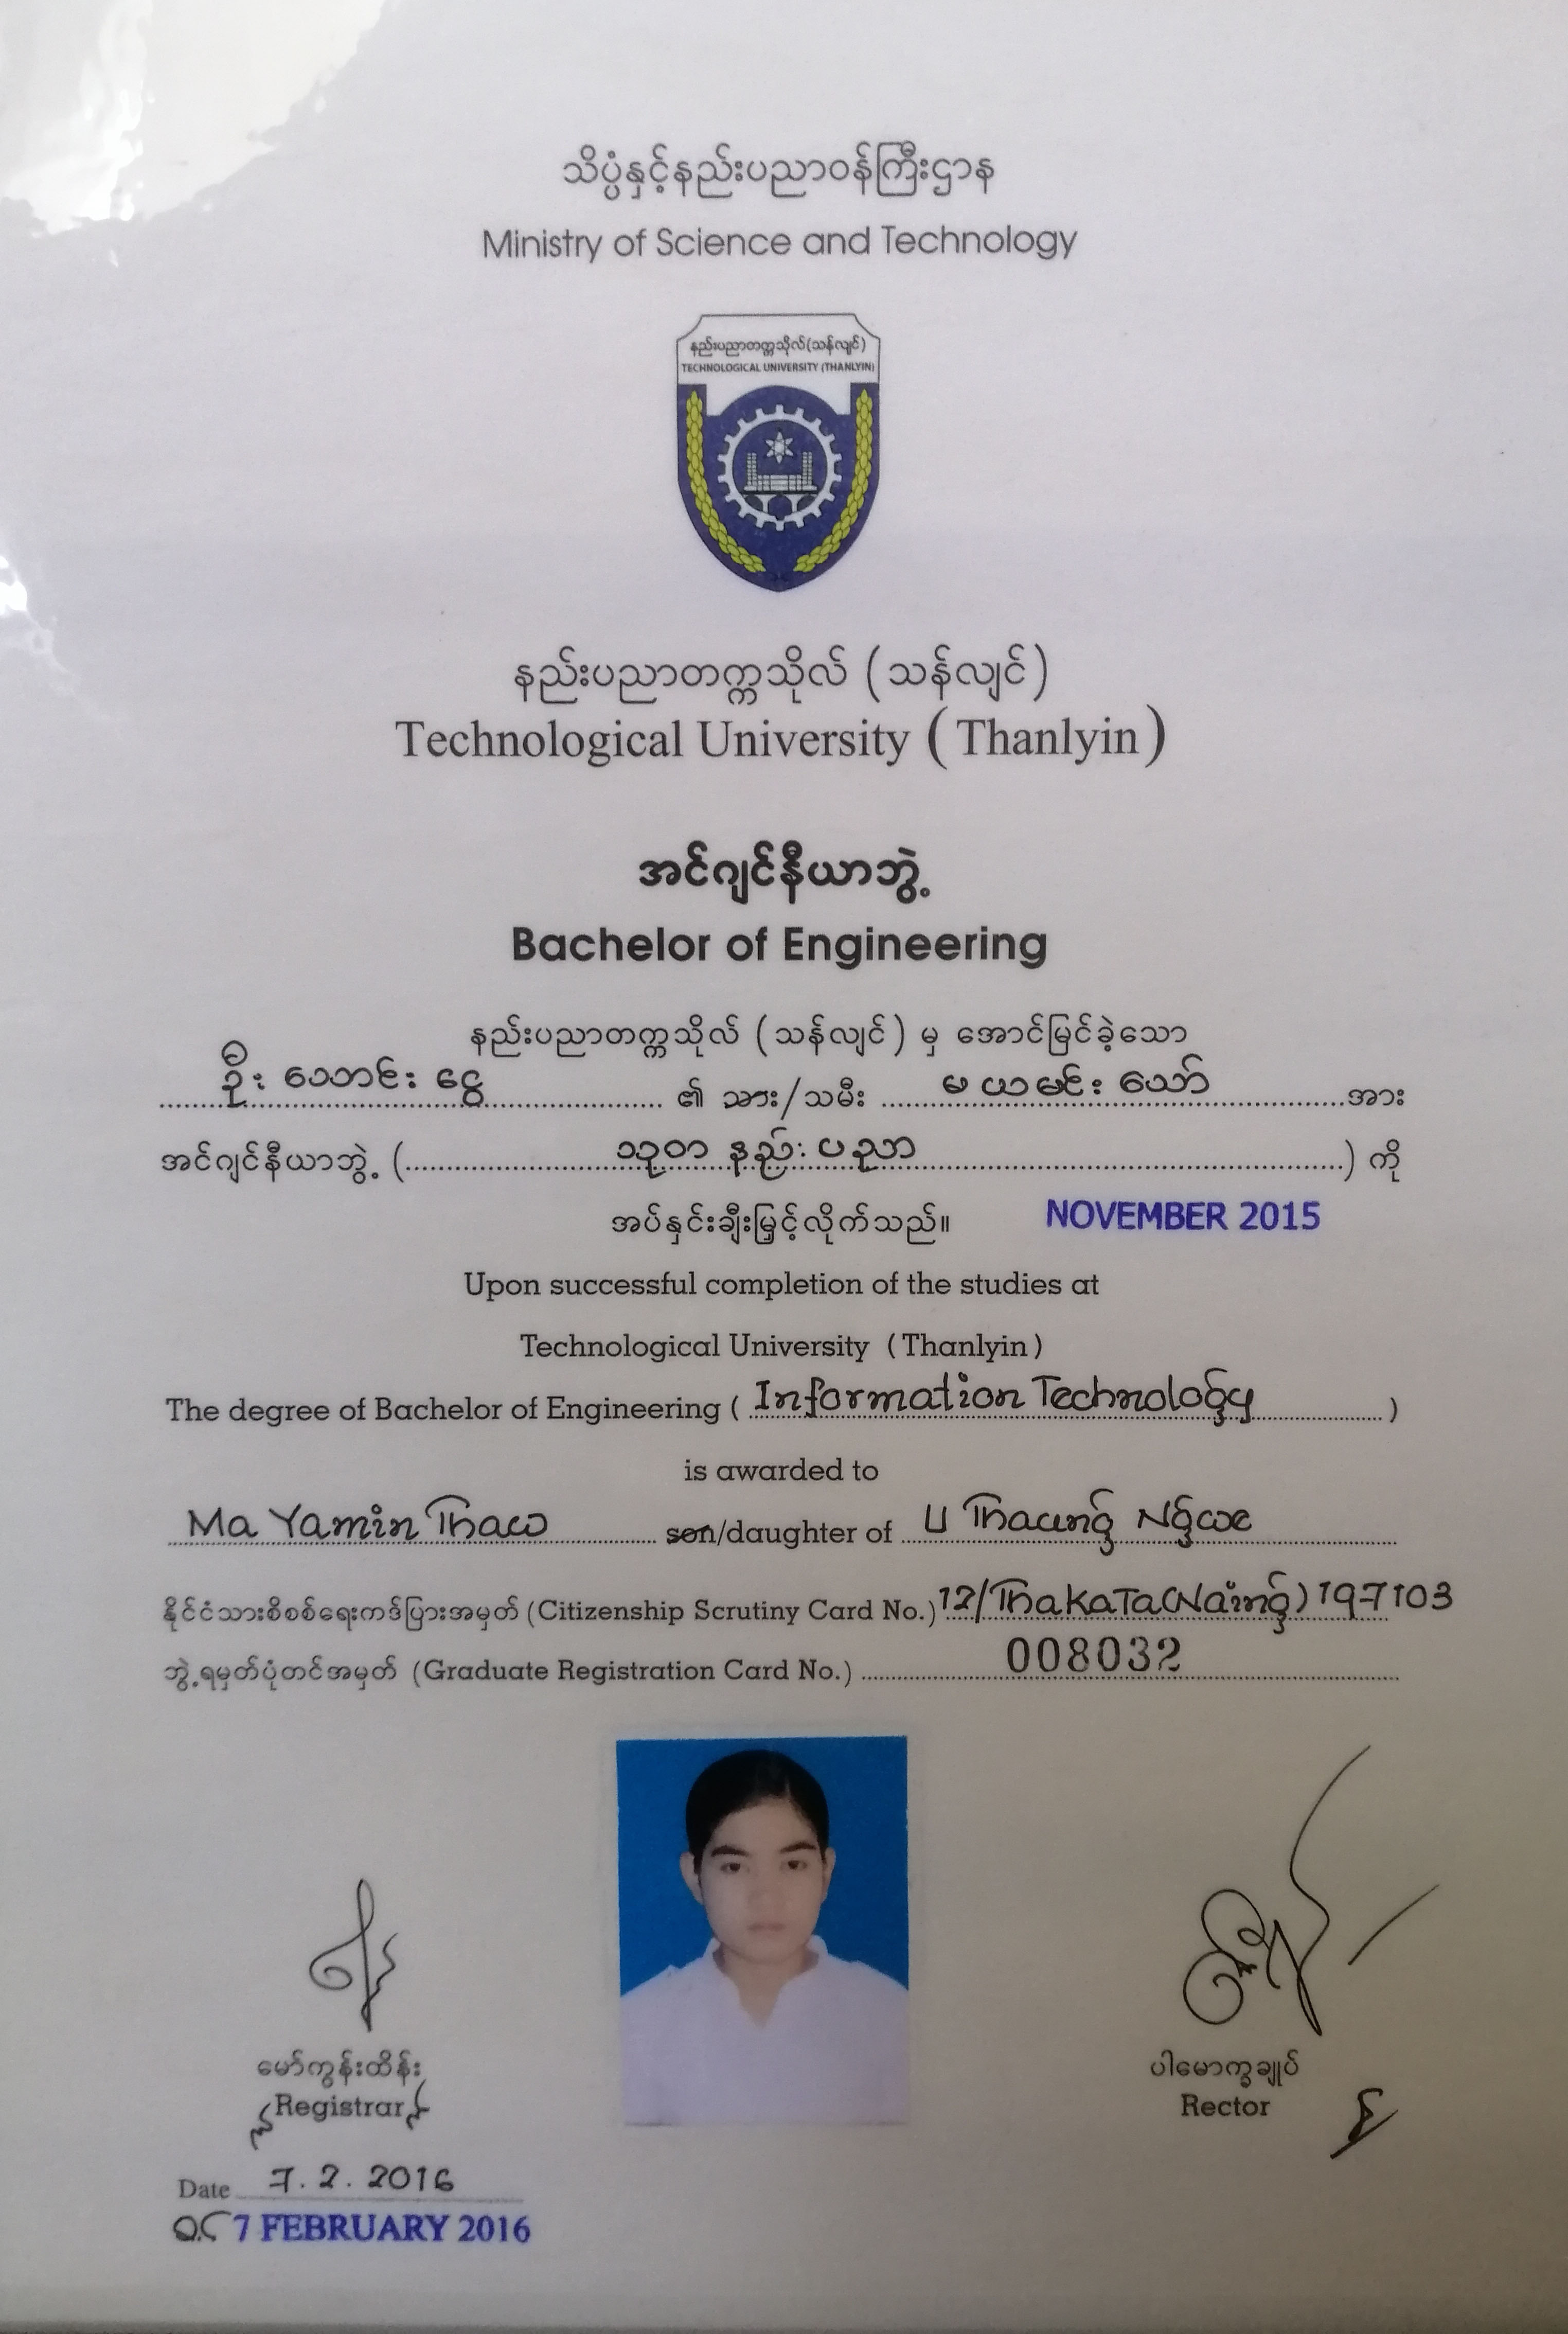 သိပ္ပံနှင့်နည်းပညာဝန်ကြီးဌာန
Ministry of Science and Technology
နည်းပညာတက္ကသိုလ်(သန်လျင်)
TECHNOLOGICAL UNIVERSITY (THANLYIN)
နည်းပညာတက္ကသိုလ် (သန်လျင်)
Technological University (Thanlyin)
အင်ဂျင်နီယာဘွဲ့
Bachelor of Engineering
နည်းပညာတက္ကသိုလ် (သန်လျင်) မှ အောင်မြင်ခဲ့သော
ဦး သောင်း ငွေ ၏ သား/သမီး မ ယမင်း သော် အား
အင်ဂျင်နီယာဘွဲ့ (သုတ နည်းပညာ) ကို
အပ်နှင်းချီးမြှင့်လိုက်သည်။ NOVEMBER 2015
Upon successful completion of the studies at
Technological University (Thanlyin)
The degree of Bachelor of Engineering (Information Technology)
is awarded to
Ma Yamin Thaw son/daughter of U Thaung Ngwe
နိုင်ငံသားစိစစ်ရေးကဒ်ပြားအမှတ် (Citizenship Scrutiny Card No.) 12/ThaKaTa(Naing)197103
ဘွဲ့ရမှတ်ပုံတင်အမှတ် (Graduate Registration Card No.) 008032
မော်ကွန်းထိန်း ပါမောက္ခချုပ်
Registrar Rector
Date 7.2.2016
7 FEBRUARY 2016